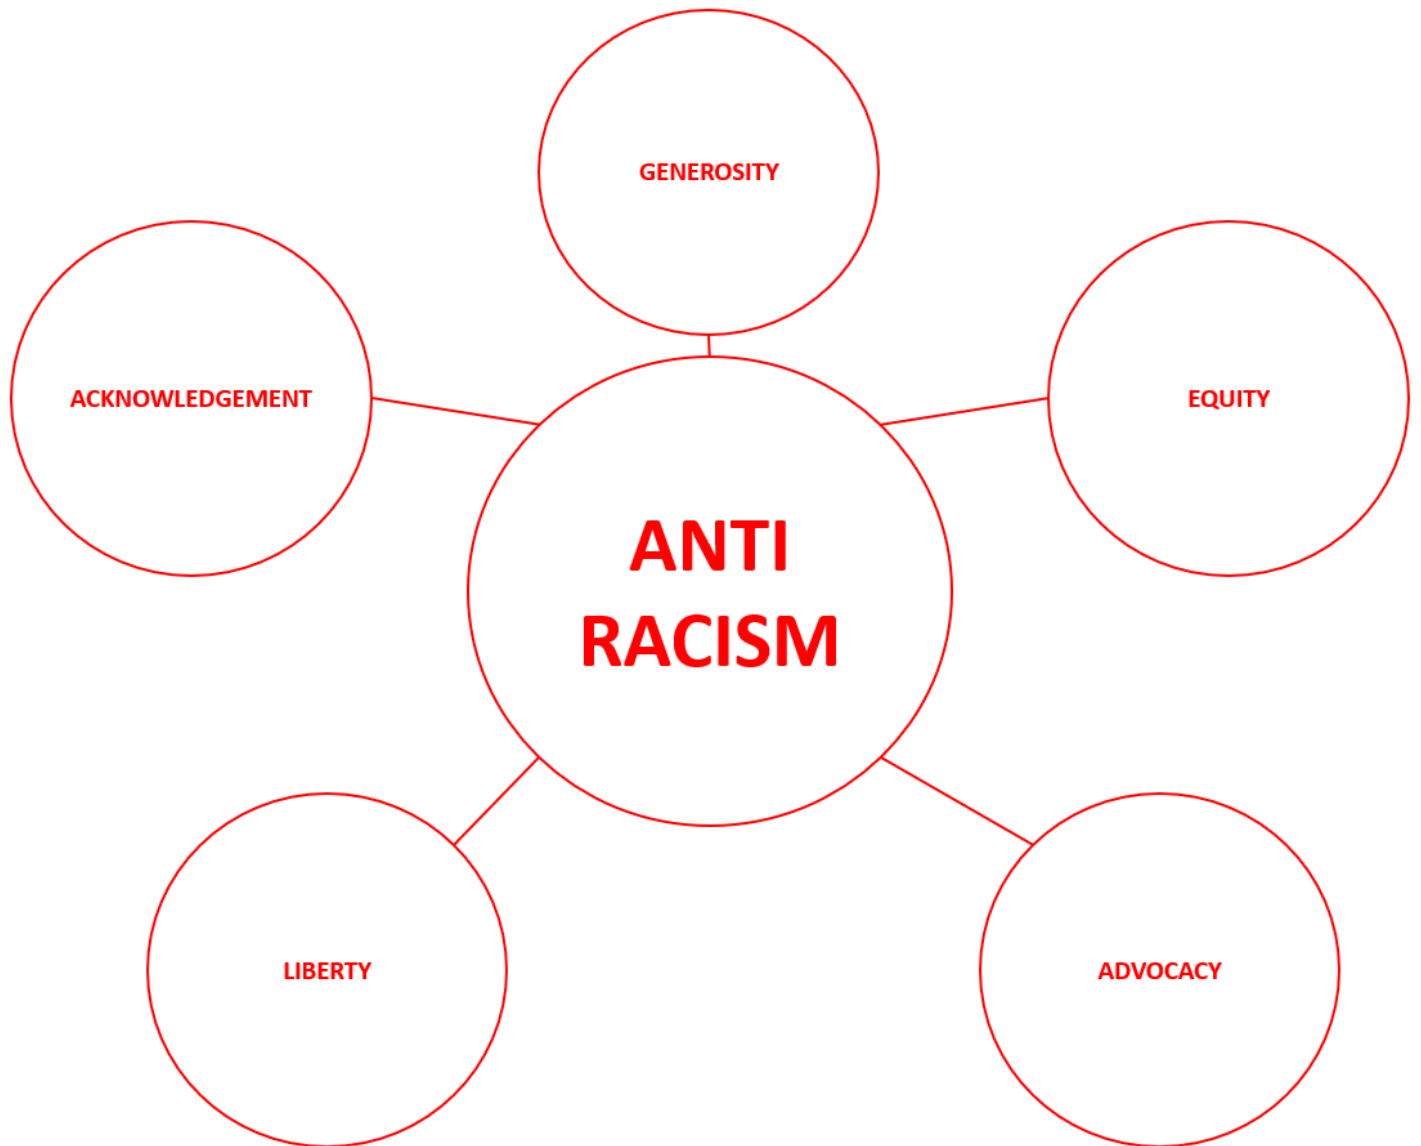 GENEROSITY
ACKNOWLEDGEMENT
EQUITY
ANTI
RACISM
LIBERTY
ADVOCACY